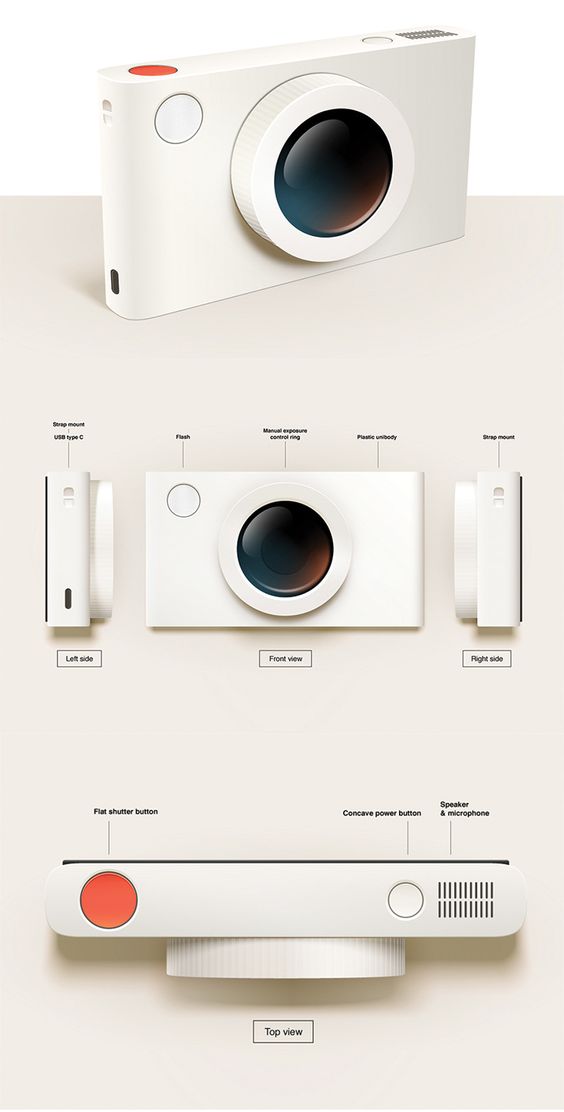 Strap mount
USB type C
Flash
Manual exposure
control ring
Plastic unibody
Strap mount
Left side
Front view
Right side
Flat shutter button
Concave power button
Speaker
& microphone
Top view